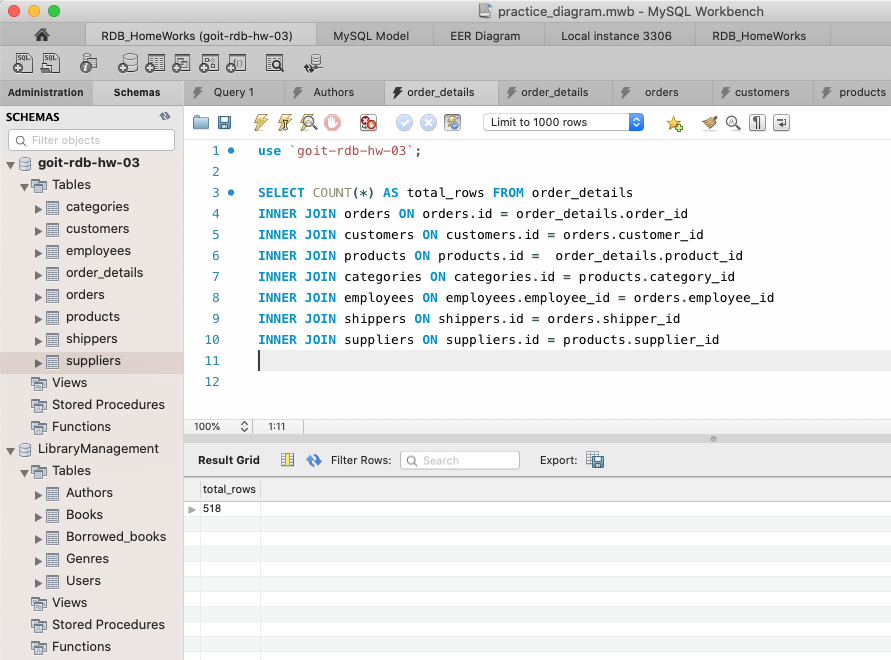 practice_diagram.mwb - MySQL Workbench
RDB_HomeWorks (goit-rdb-hw-03) MySQL Model EER Diagram Local instance 3306 RDB_HomeWorks
SQL SQL
Administration Schemas Query 1 Authors order_details order_details orders customers products
SCHEMAS
Filter objects
goit-rdb-hw-03
Tables
categories
customers
employees
order_details
orders
products
shippers
suppliers
Views
Stored Procedures
Functions
LibraryManagement
Tables
Authors
Books
Borrowed_books
Genres
Users
Views
Stored Procedures
Functions
Limit to 1000 rows
1 use `goit-rdb-hw-03`;
2
3 SELECT COUNT(*) AS total_rows FROM order_details
4 INNER JOIN orders ON orders.id = order_details.order_id
5 INNER JOIN customers ON customers.id = orders.customer_id
6 INNER JOIN products ON products.id =  order_details.product_id
7 INNER JOIN categories ON categories.id = products.category_id
8 INNER JOIN employees ON employees.employee_id = orders.employee_id
9 INNER JOIN shippers ON shippers.id = orders.shipper_id
10 INNER JOIN suppliers ON suppliers.id = products.supplier_id
11
12
100% 1:11
Result Grid Filter Rows: Search Export:
total_rows
518